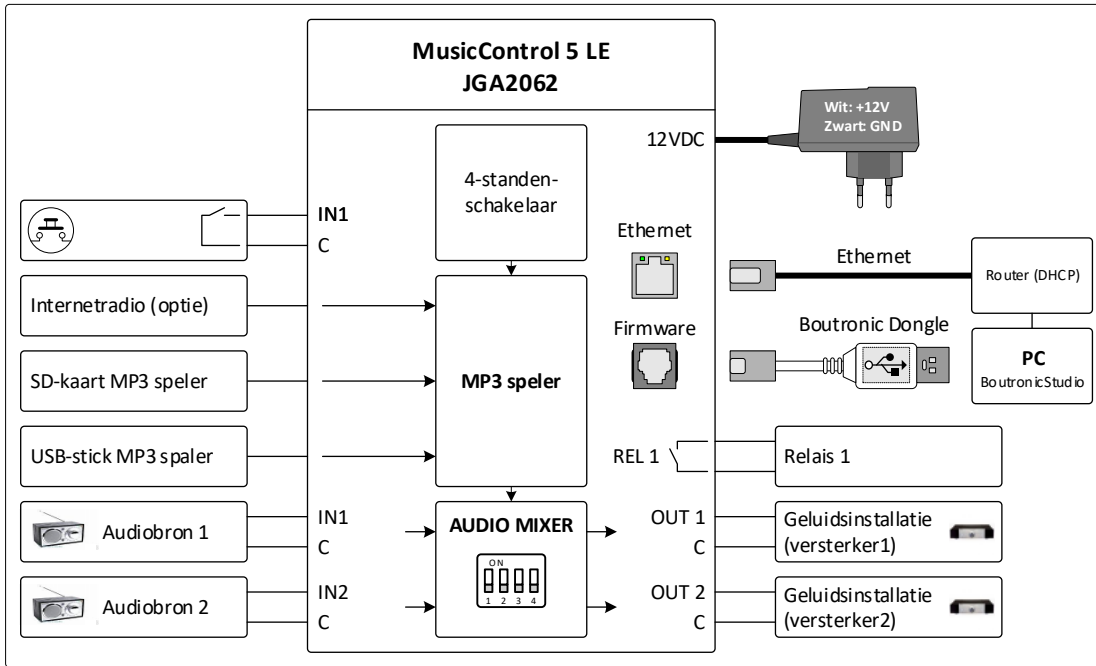 MusicControl 5 LE
JGA2062
Wit: +12V
Zwart: GND
12VDC
4-standen-
schakelaar
IN1
C
Ethernet
Ethernet
Router (DHCP)
Internetradio (optie)
Firmware
Boutronic Dongle
PC
BoutronicStudio
SD-kaart MP3 speler
MP3 speler
USB-stick MP3 spaler
REL 1
Relais 1
Audiobron 1
IN1
C
AUDIO MIXER
ON
1 2 3 4
OUT 1
C
Geluidsinstallatie
(versterker1)
Audiobron 2
IN2
C
OUT 2
C
Geluidsinstallatie
(versterker2)